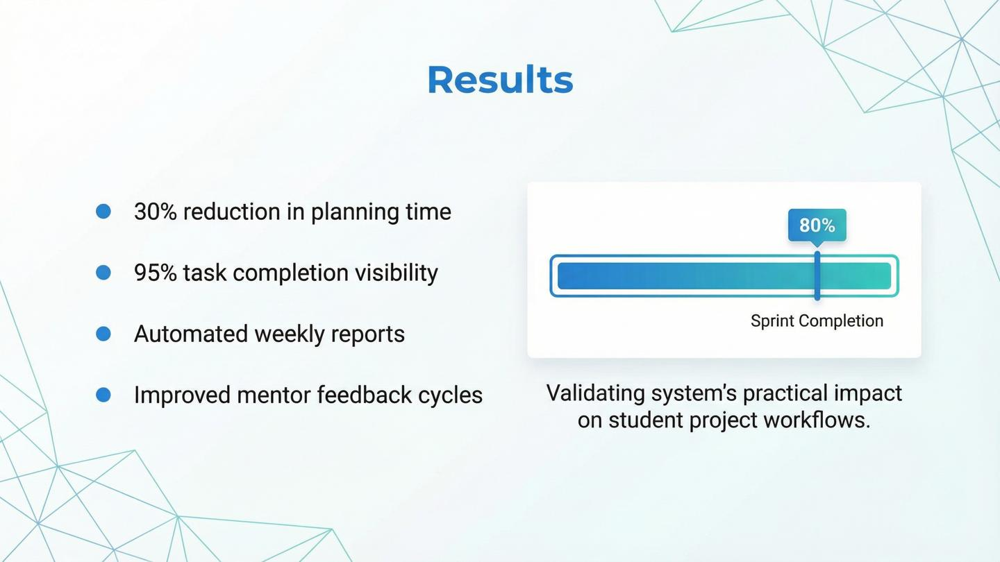 Results
30% reduction in planning time
95% task completion visibility
Automated weekly reports
Improved mentor feedback cycles
80%
Sprint Completion
Validating system's practical impact
on student project workflows.